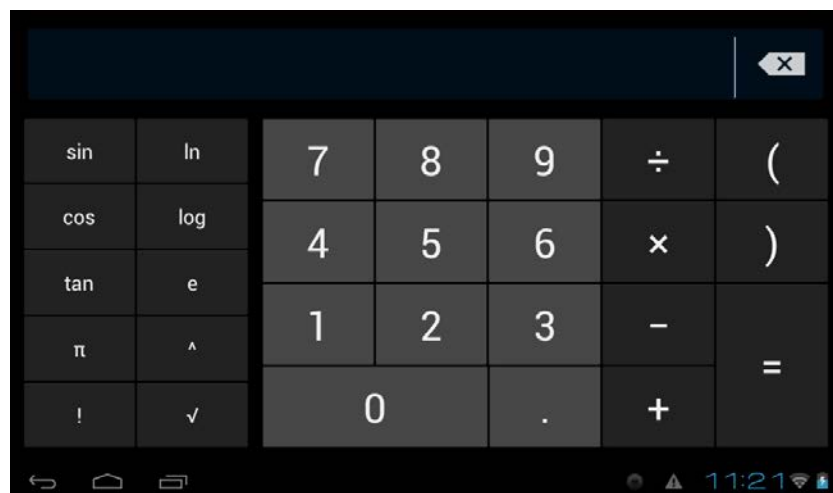 sin ln 7 8 9 ÷ (
cos log 4 5 6 × )
tan e 1 2 3 −
π ^ =
! √ 0 . +
11:21